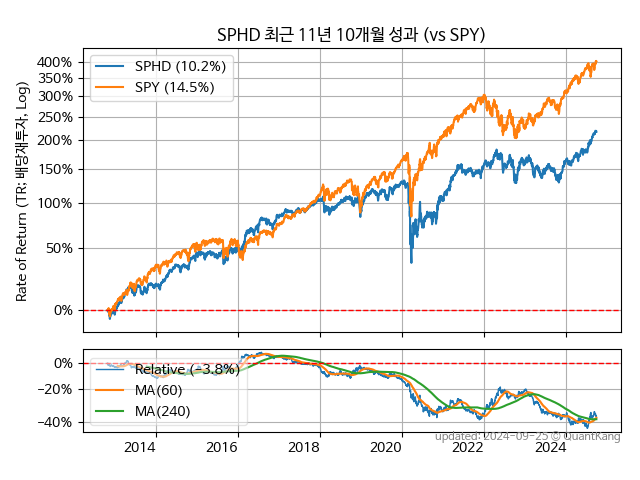 SPHD 최근 11년 10개월 성과 (vs SPY)
Rate of Return (TR: 배당재투자, Log)
400%
350%
300%
250%
200%
150%
100%
50%
0%
SPHD (10.2%)
SPY (14.5%)
0%
−20%
−40%
Relative (−3.8%)
MA(60)
MA(240)
2014 2016 2018 2020 2022 2024
updated: 2024-09-25 © QuantKang